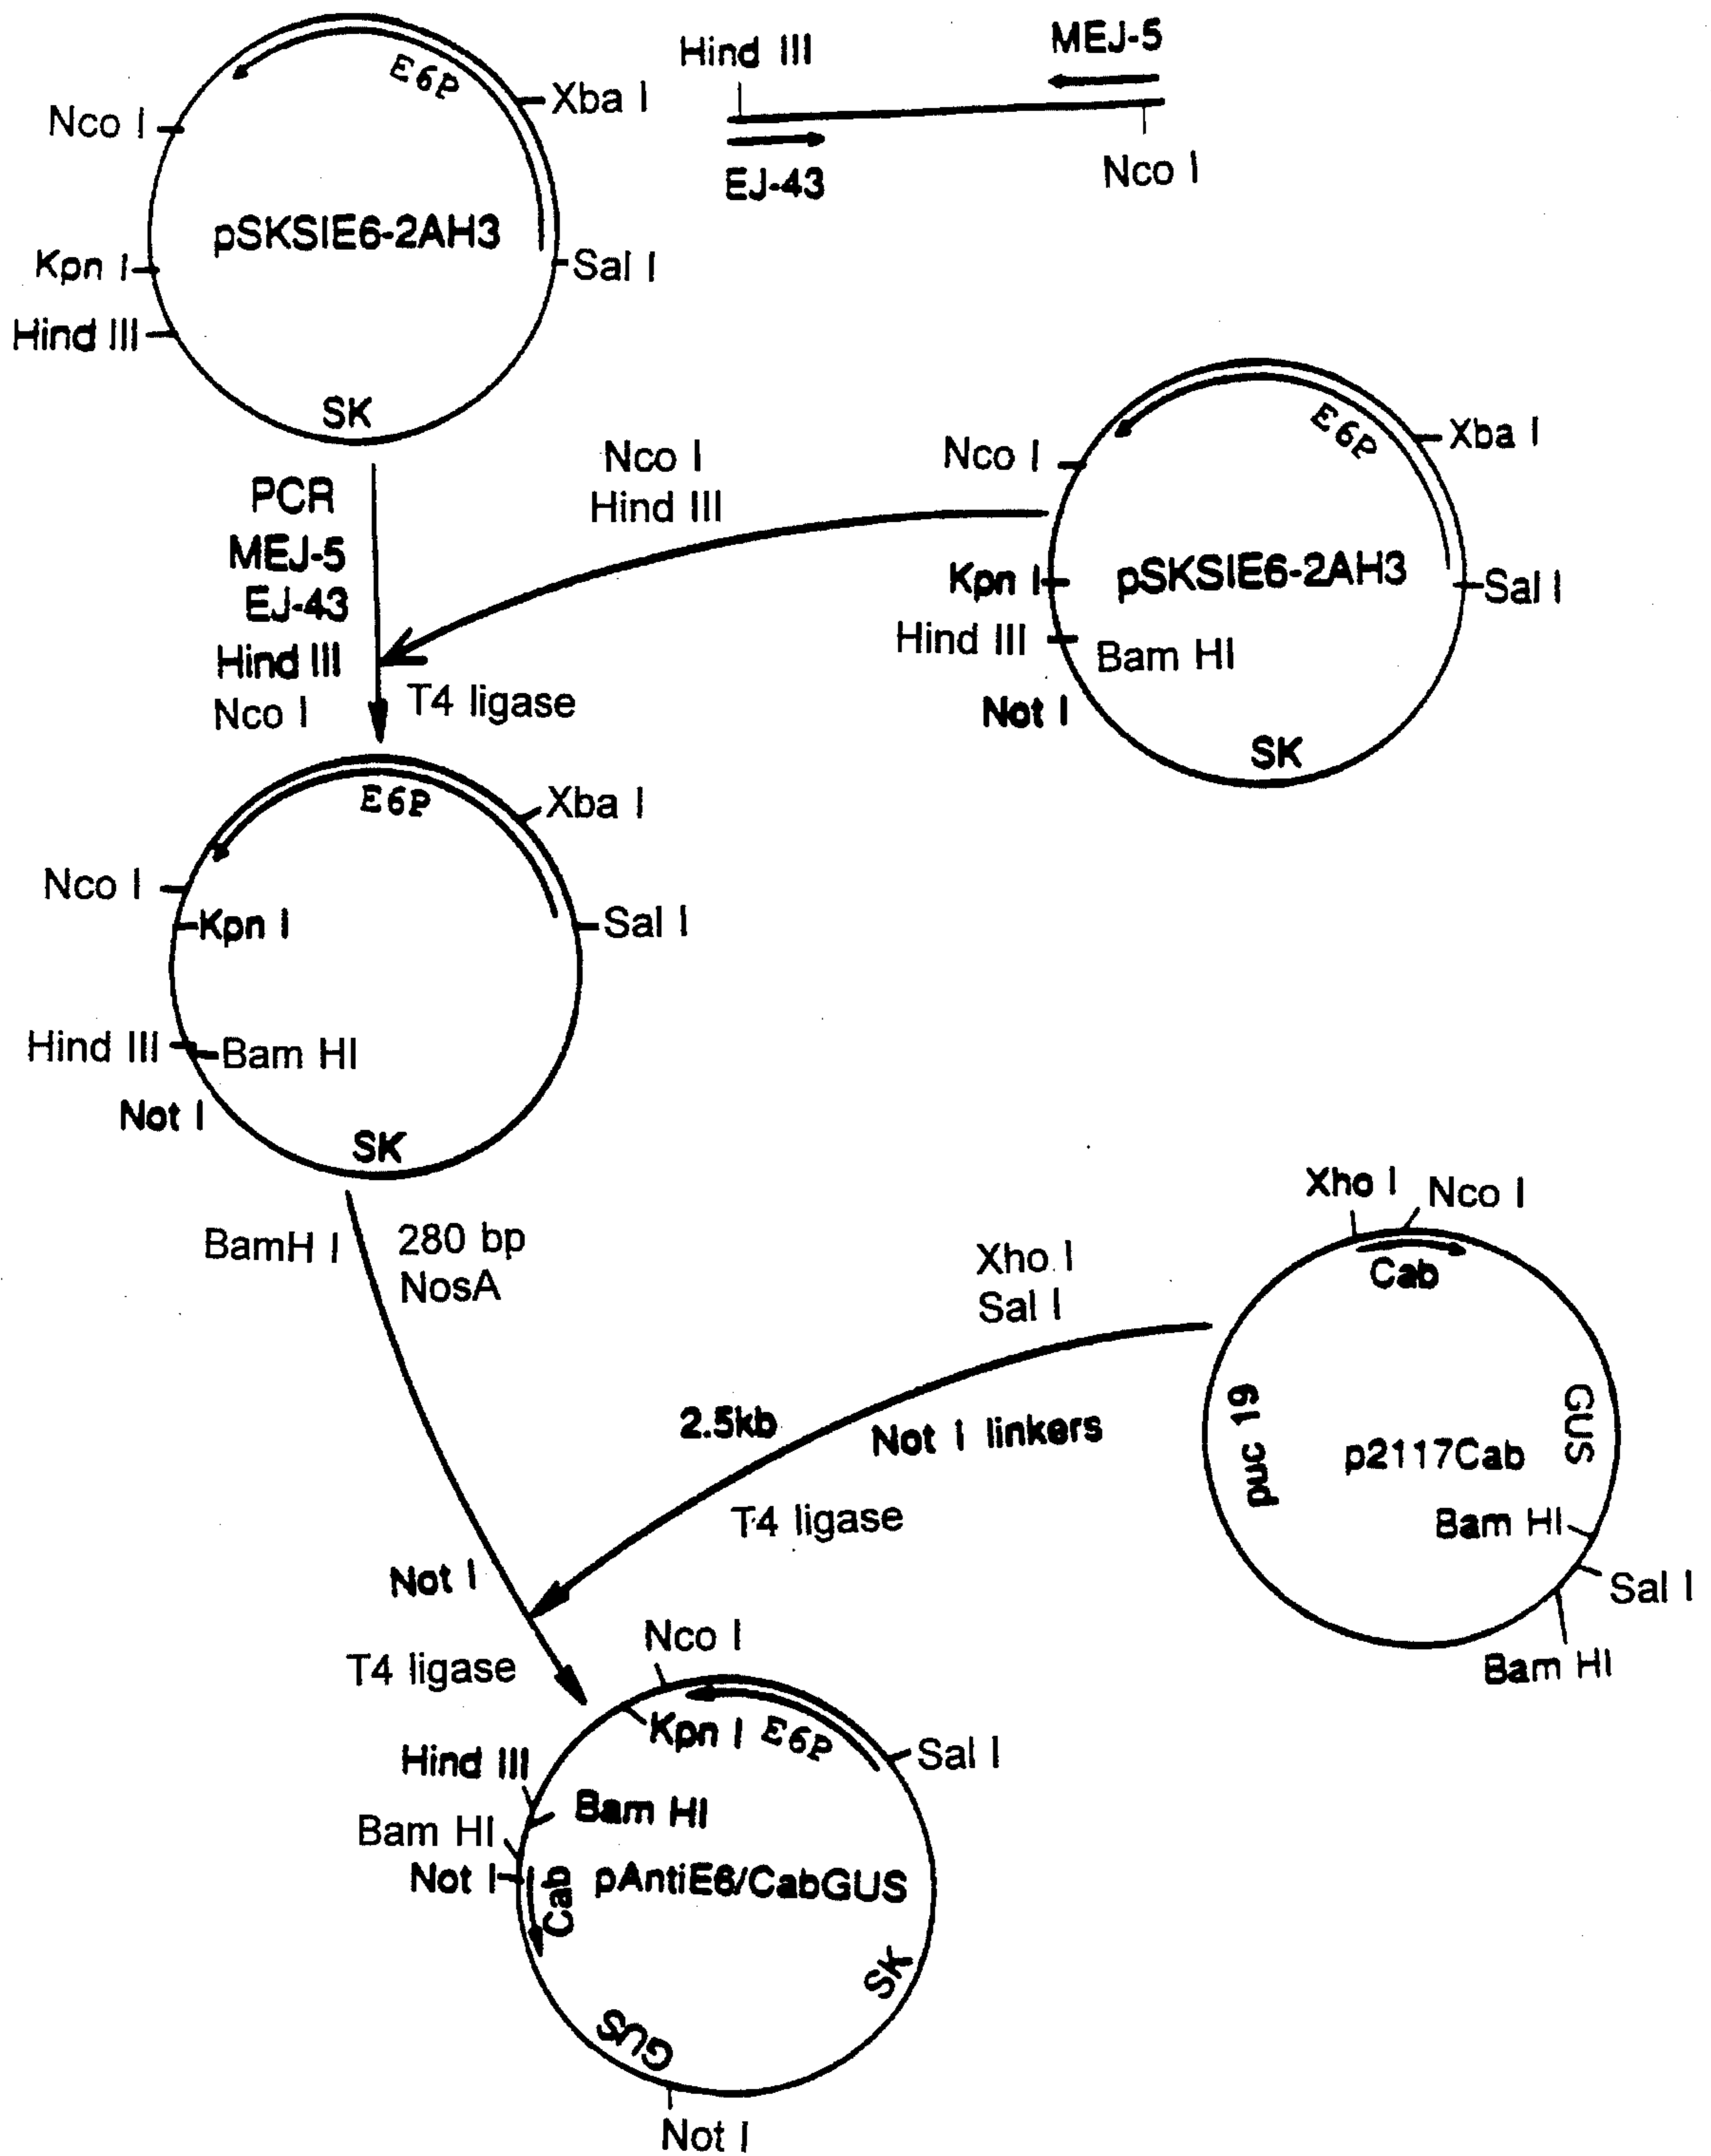 E6P
Xba I
Nco I
pSKSIE6-2AH3
Kpn I
Sal I
Hind III
SK
Hind III
MEJ-5
EJ-43
Nco I
PCR
MEJ-5
EJ-43
Hind III
Nco I
T4 ligase
Nco I
Hind III
E6P
Xba I
Nco I
Kpn I
pSKSIE6-2AH3
Sal I
Hind III
Bam HI
Not I
SK
E6P
Xba I
Nco I
Kpn I
Sal I
Hind III
Bam HI
Not I
SK
BamH I
280 bp
NosA
Not I
T4 ligase
Xho I
Sal I
2.5kb
Not I linkers
T4 ligase
Xho I
Nco I
Cab
puc 19
GUS
p2117Cab
Bam HI
Sal I
Bam HI
Nco I
Kpn I
E6P
Sal I
Hind III
Bam HI
Bam HI
Not I
Cab
pAntiE6/CabGUS
SK
GUS
Not I